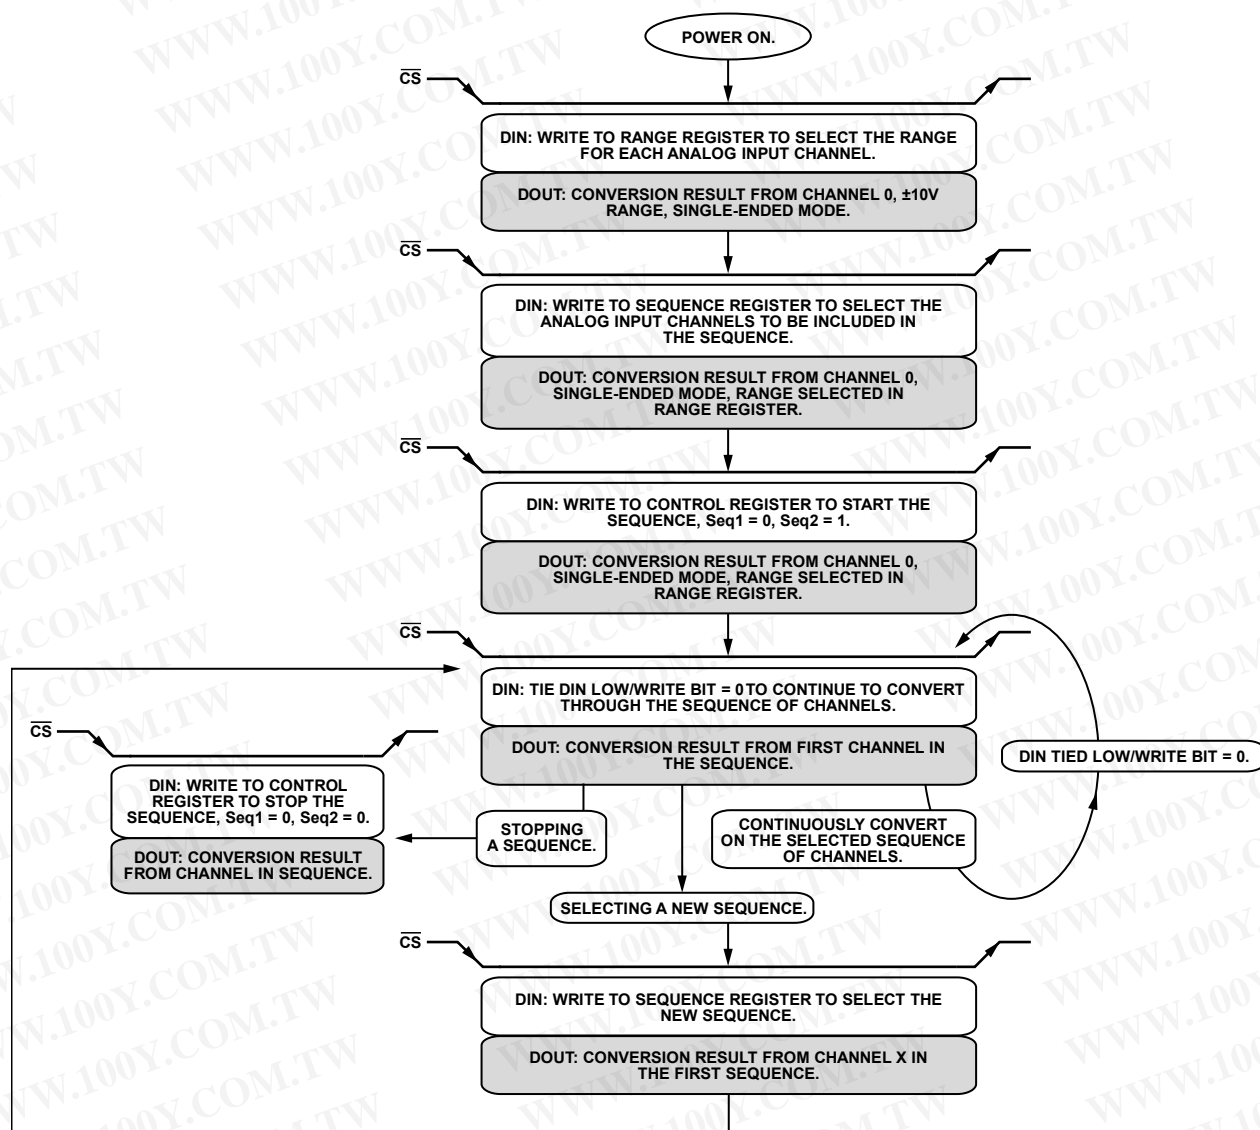 POWER ON.
CS
DIN: WRITE TO RANGE REGISTER TO SELECT THE RANGE
FOR EACH ANALOG INPUT CHANNEL.
DOUT: CONVERSION RESULT FROM CHANNEL 0, ±10V
RANGE, SINGLE-ENDED MODE.
CS
DIN: WRITE TO SEQUENCE REGISTER TO SELECT THE
ANALOG INPUT CHANNELS TO BE INCLUDED IN
THE SEQUENCE.
DOUT: CONVERSION RESULT FROM CHANNEL 0,
SINGLE-ENDED MODE, RANGE SELECTED IN
RANGE REGISTER.
CS
DIN: WRITE TO CONTROL REGISTER TO START THE
SEQUENCE, Seq1 = 0, Seq2 = 1.
DOUT: CONVERSION RESULT FROM CHANNEL 0,
SINGLE-ENDED MODE, RANGE SELECTED IN
RANGE REGISTER.
CS
DIN: TIE DIN LOW/WRITE BIT = 0 TO CONTINUE TO CONVERT
THROUGH THE SEQUENCE OF CHANNELS.
DOUT: CONVERSION RESULT FROM FIRST CHANNEL IN
THE SEQUENCE.
DIN TIED LOW/WRITE BIT = 0.
CS
DIN: WRITE TO CONTROL
REGISTER TO STOP THE
SEQUENCE, Seq1 = 0, Seq2 = 0.
DOUT: CONVERSION RESULT
FROM CHANNEL IN SEQUENCE.
STOPPING
A SEQUENCE.
CONTINUOUSLY CONVERT
ON THE SELECTED SEQUENCE
OF CHANNELS.
SELECTING A NEW SEQUENCE.
CS
DIN: WRITE TO SEQUENCE REGISTER TO SELECT THE
NEW SEQUENCE.
DOUT: CONVERSION RESULT FROM CHANNEL X IN
THE FIRST SEQUENCE.
WWW.100Y.COM.TW